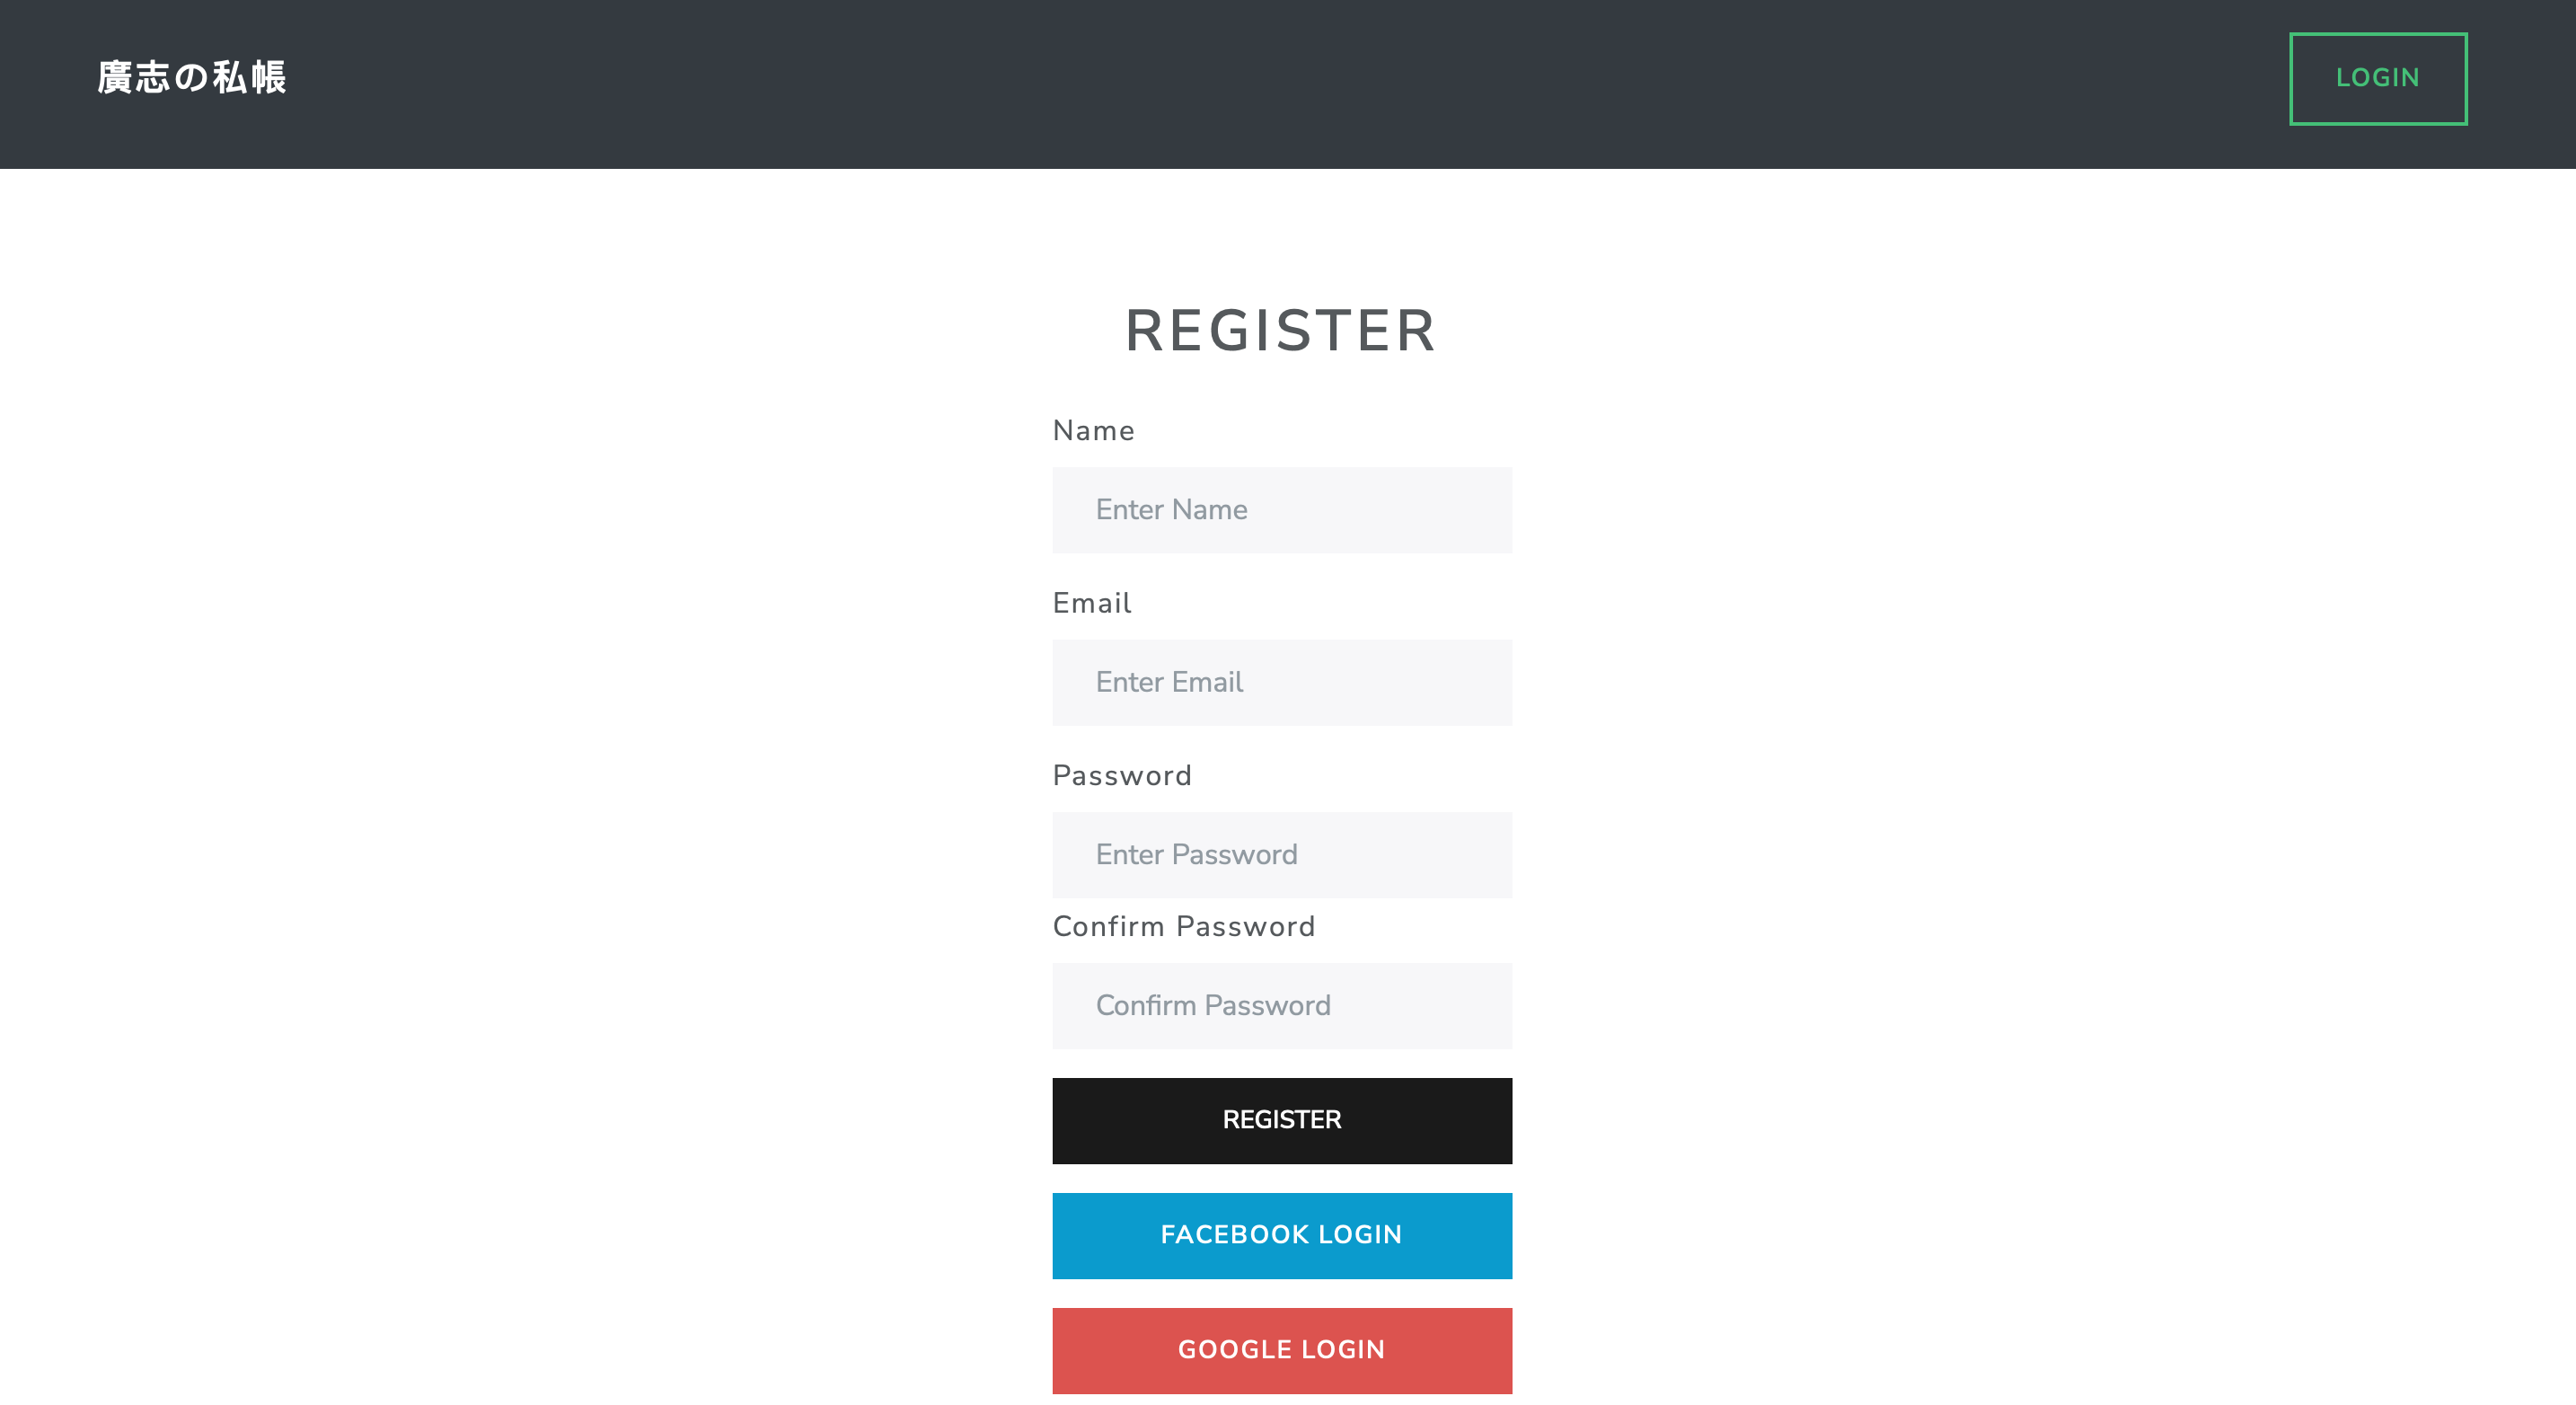 廣志の私帳
LOGIN
REGISTER
Name
Enter Name
Email
Enter Email
Password
Enter Password
Confirm Password
Confirm Password
REGISTER
FACEBOOK LOGIN
GOOGLE LOGIN